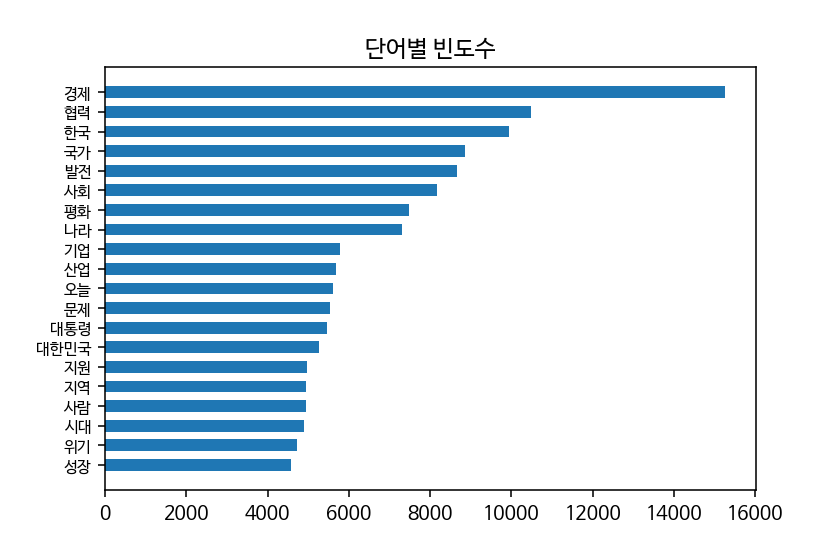 단어별 빈도수
경제
협력
한국
국가
발전
사회
평화
나라
기업
산업
오늘
문제
대통령
대한민국
지원
지역
사람
시대
위기
성장
0 2000 4000 6000 8000 10000 12000 14000 16000